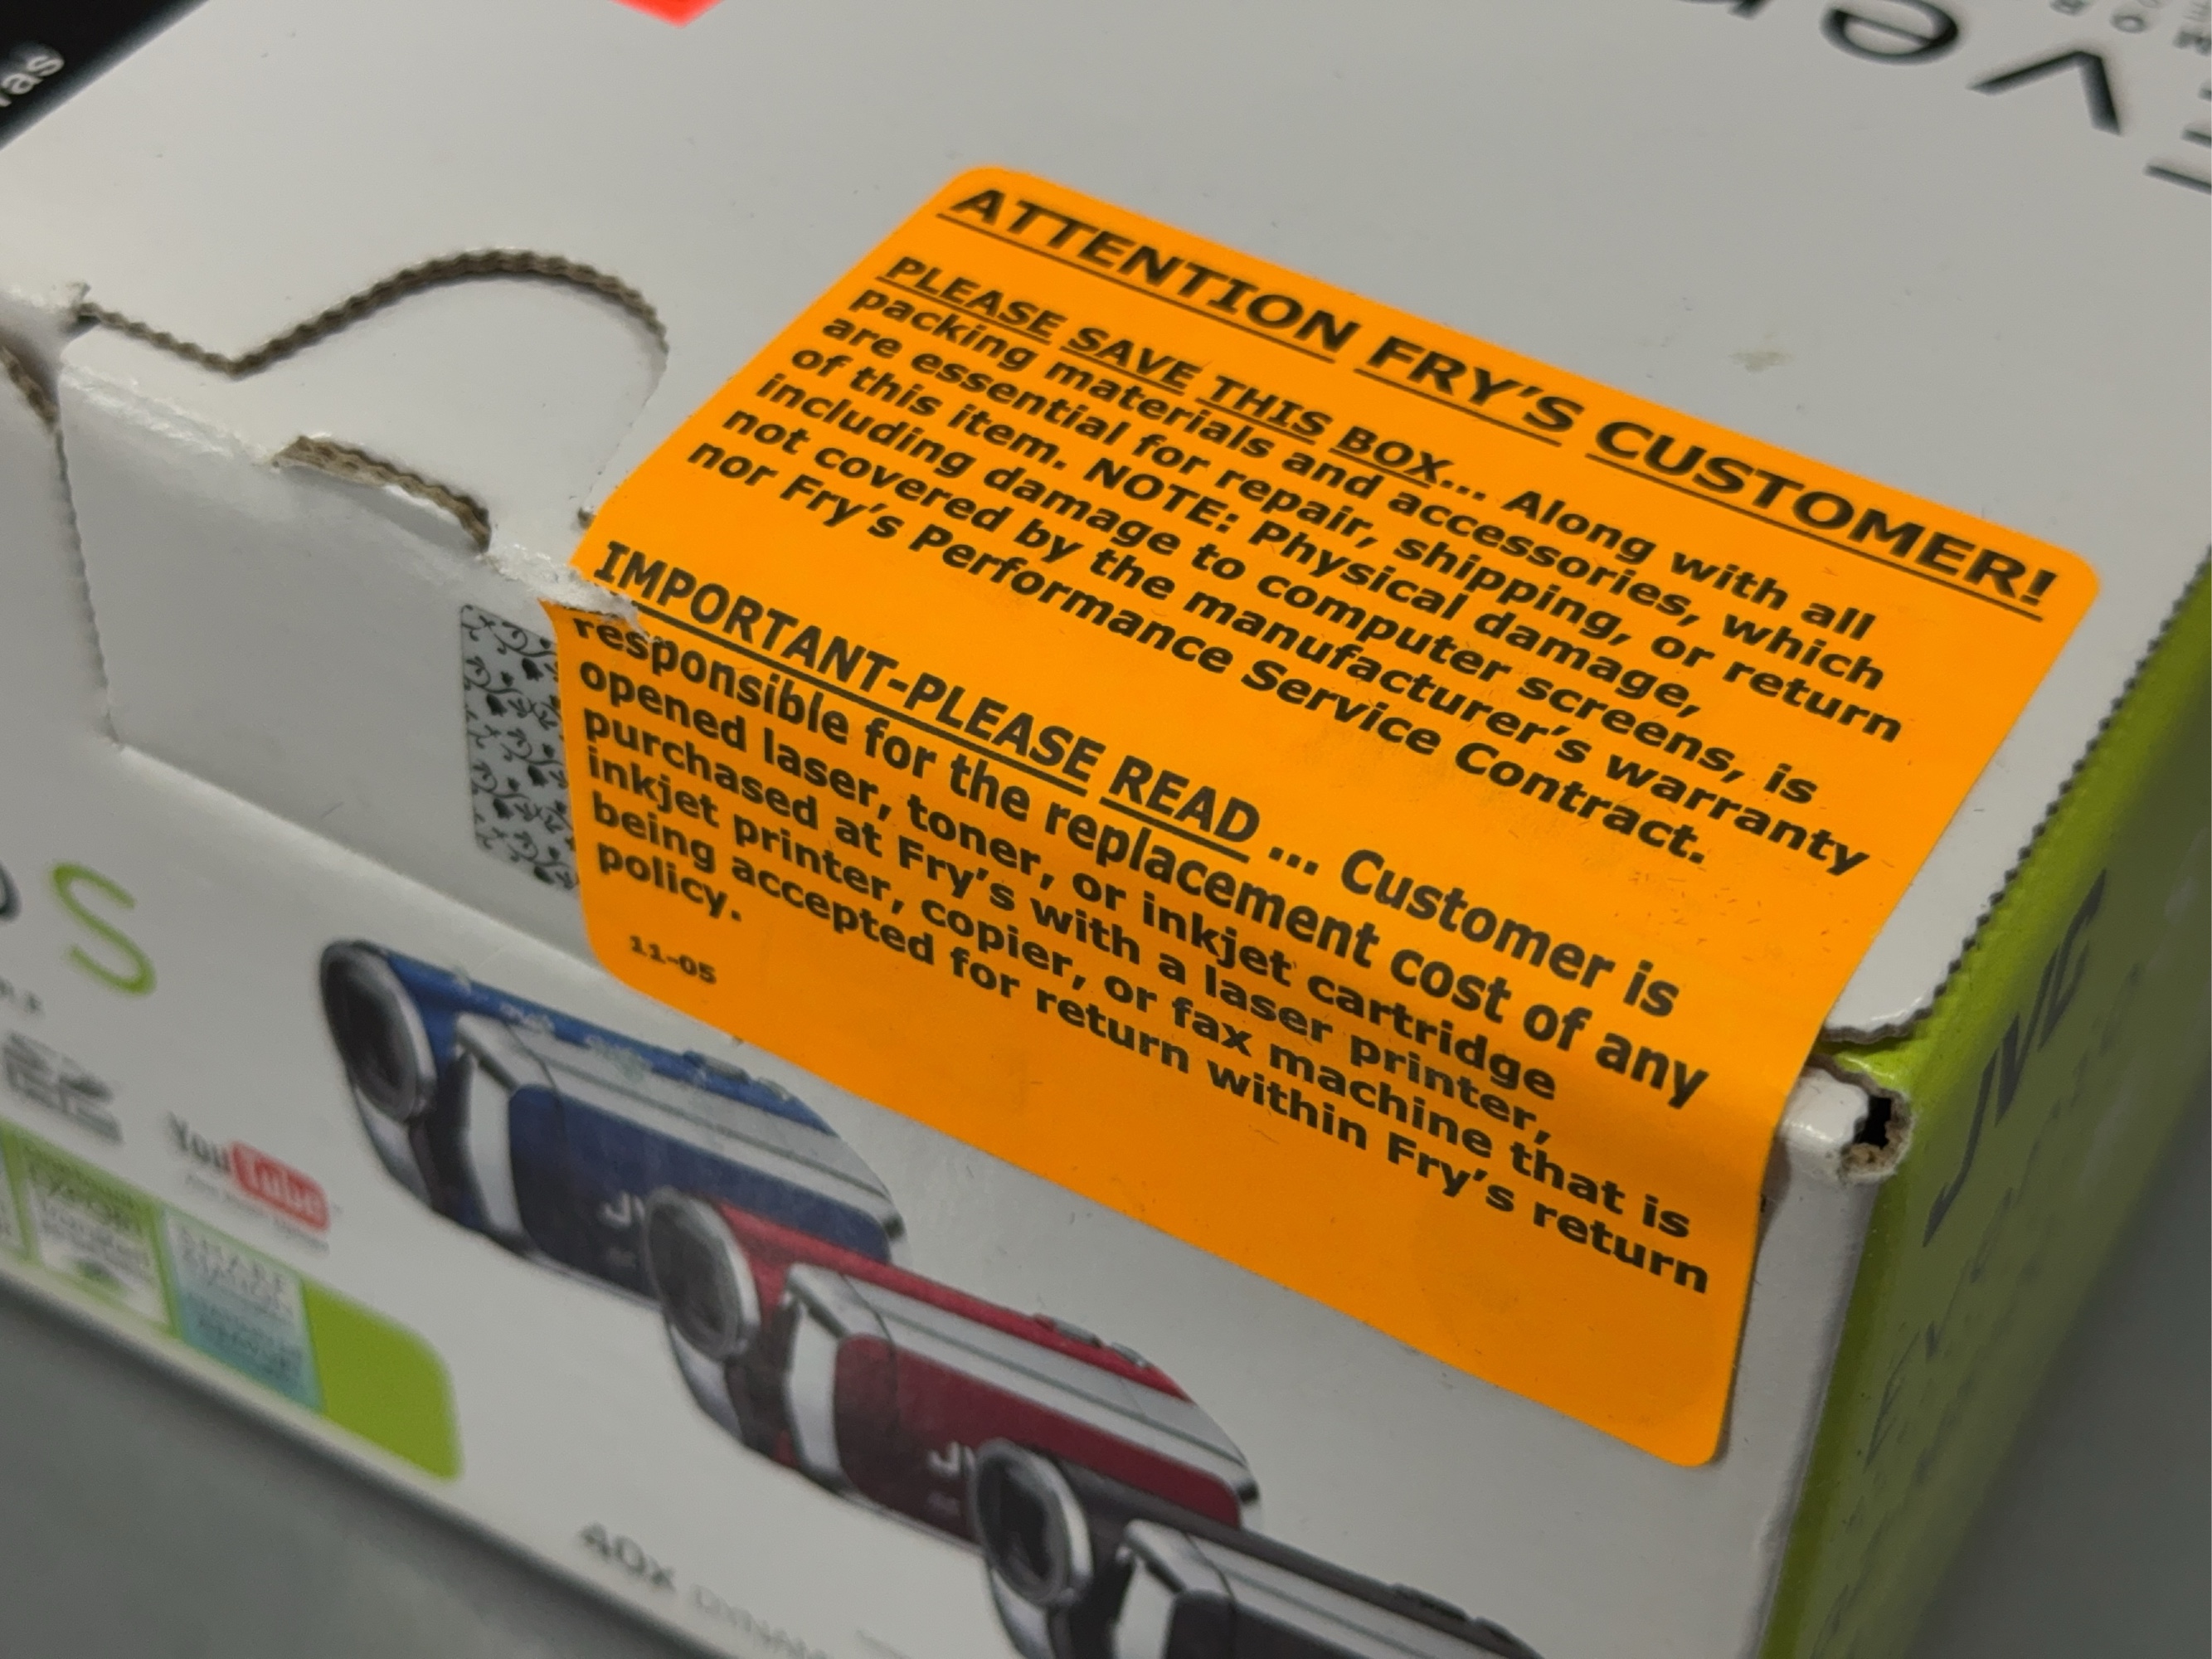 ATTENTION FRY'S CUSTOMER!
PLEASE SAVE THIS BOX... Along with all
packing materials and accessories, which
are essential for repair, shipping, or return
of this item. NOTE: Physical damage,
including damage to computer screens, is
not covered by the manufacturer's warranty
nor Fry's Performance Service Contract.
IMPORTANT-PLEASE READ ... Customer is
responsible for the replacement cost of any
opened laser, toner, or inkjet cartridge
purchased at Fry's with a laser printer,
inkjet printer, copier, or fax machine that is
being accepted for return within Fry's return
policy.
11-05
S
YouTube
40x
JVC